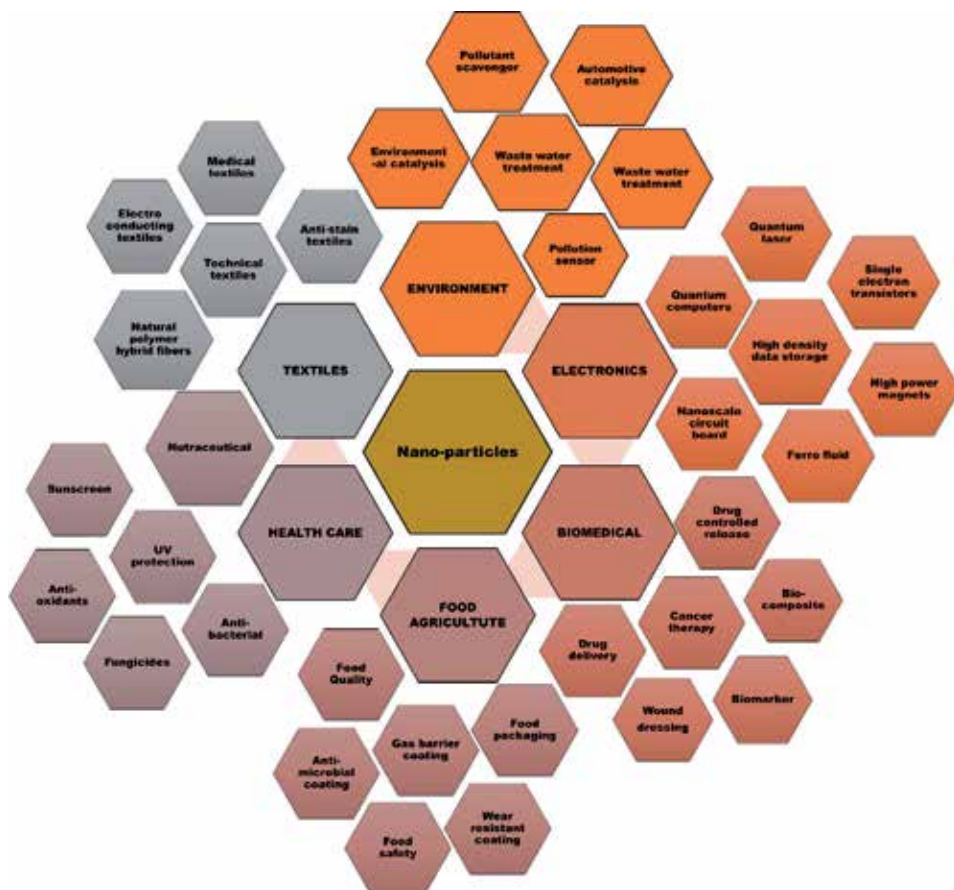 Pollutant
scavenger
Automotive
catalysis
Environment
-al catalysis
Waste water
treatment
Waste water
treatment
Pollution
sensor
ENVIRONMENT
Medical
textiles
Electro
conducting
textiles
Anti-stain
textiles
Technical
textiles
Natural
polymer
hybrid fibers
TEXTILES
Quantum
laser
Single
electron
transistors
Quantum
computers
High density
data storage
High power
magnets
Nanoscale
circuit
board
Ferro fluid
ELECTRONICS
Nano-particles
Nutraceutical
Sunscreen
UV
protection
Anti-
oxidants
Anti-
bacterial
Fungicides
HEALTH CARE
BIOMEDICAL
Drug
controlled
release
Bio-
composite
Cancer
therapy
Drug
delivery
Biomarker
Wound
dressing
FOOD
AGRICULTUTE
Food
Quality
Food
packaging
Gas barrier
coating
Anti-
microbial
coating
Wear
resistant
coating
Food
safety